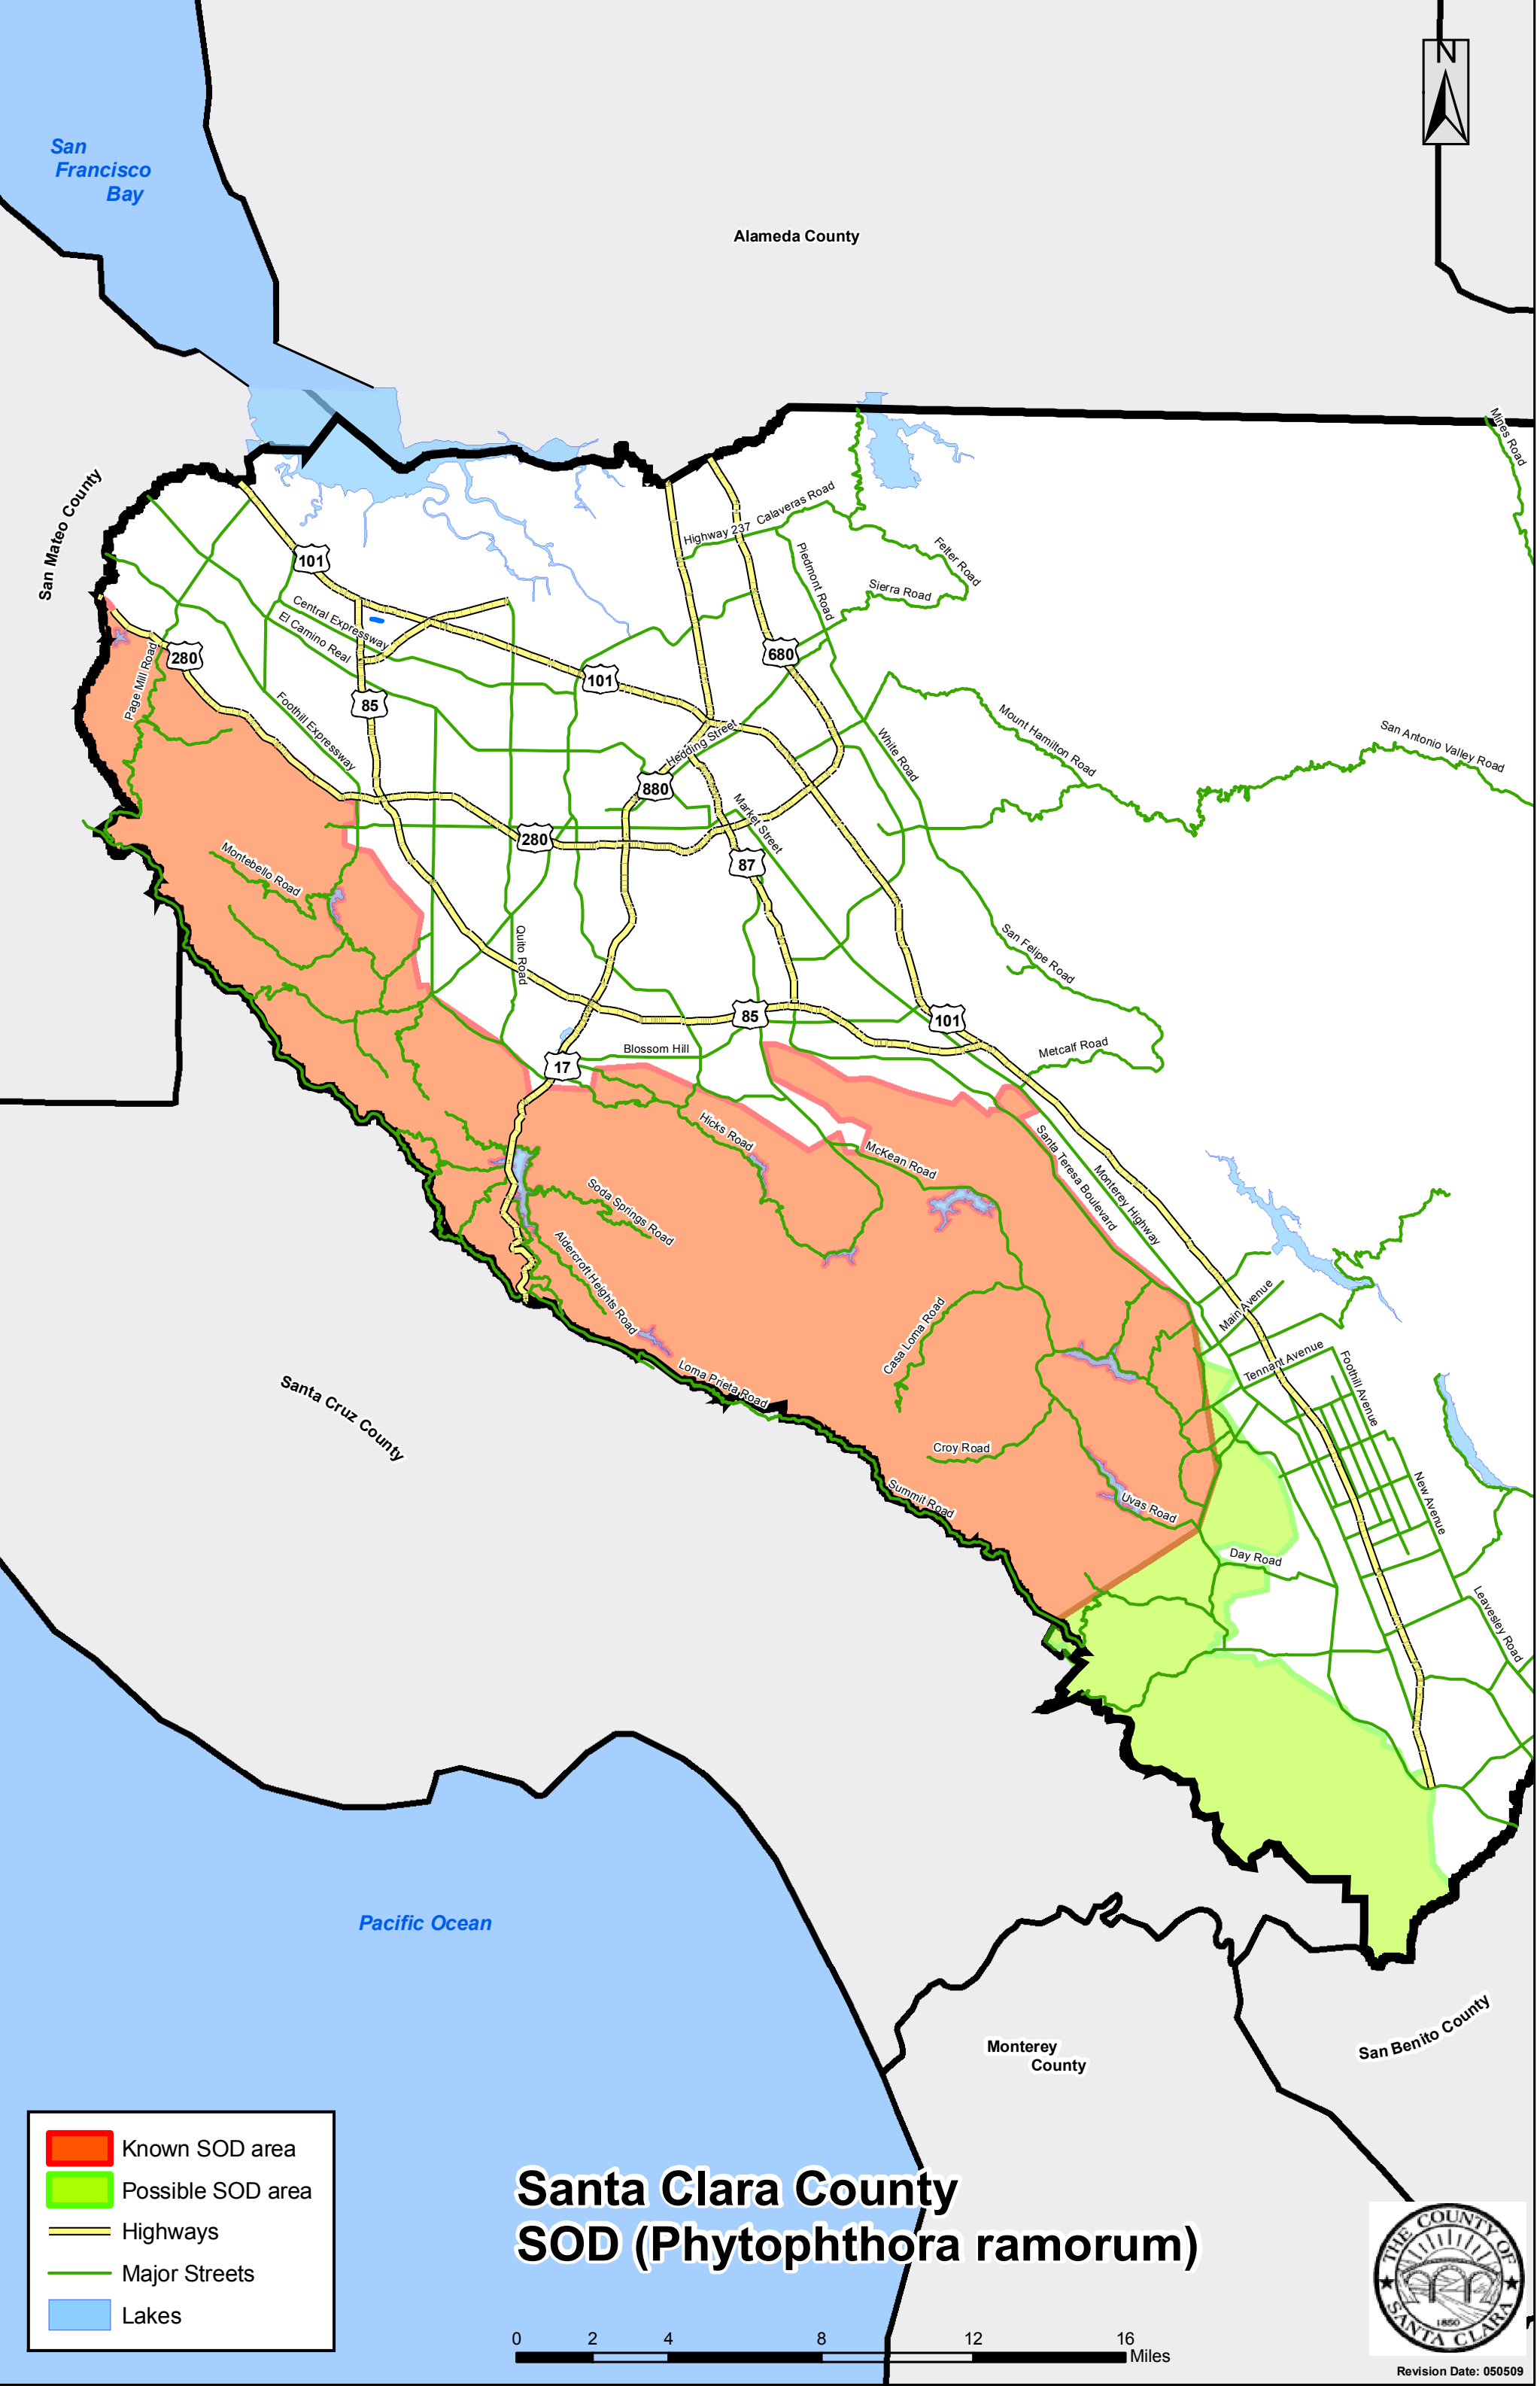 N
San
Francisco
Bay
Alameda County
San Mateo County
Mines Road
Highway 237
Calaveras Road
Felter Road
Piedmont Road
Sierra Road
101
Central Expressway
El Camino Real
280
Page Mill Road
680
101
85
Foothill Expressway
Mount Hamilton Road
San Antonio Valley Road
White Road
Hedding Street
880
Market Street
280
87
Montebello Road
Quito Road
San Felipe Road
85
101
Metcalf Road
Blossom Hill
17
Hicks Road
McKean Road
Santa Teresa Boulevard
Monterey Highway
Soda Springs Road
Aldercroft Heights Road
Casa Loma Road
Main Avenue
Tennant Avenue
Foothill Avenue
Loma Prieta Road
Santa Cruz County
Croy Road
Summit Road
Uvas Road
New Avenue
Day Road
Leavesley Road
Pacific Ocean
Monterey
County
San Benito County
Known SOD area
Possible SOD area
Highways
Major Streets
Lakes
Santa Clara County
SOD (Phytophthora ramorum)
0 2 4 8 12 16
Miles
THE COUNTY OF
SANTA CLARA
1850
Revision Date: 050509